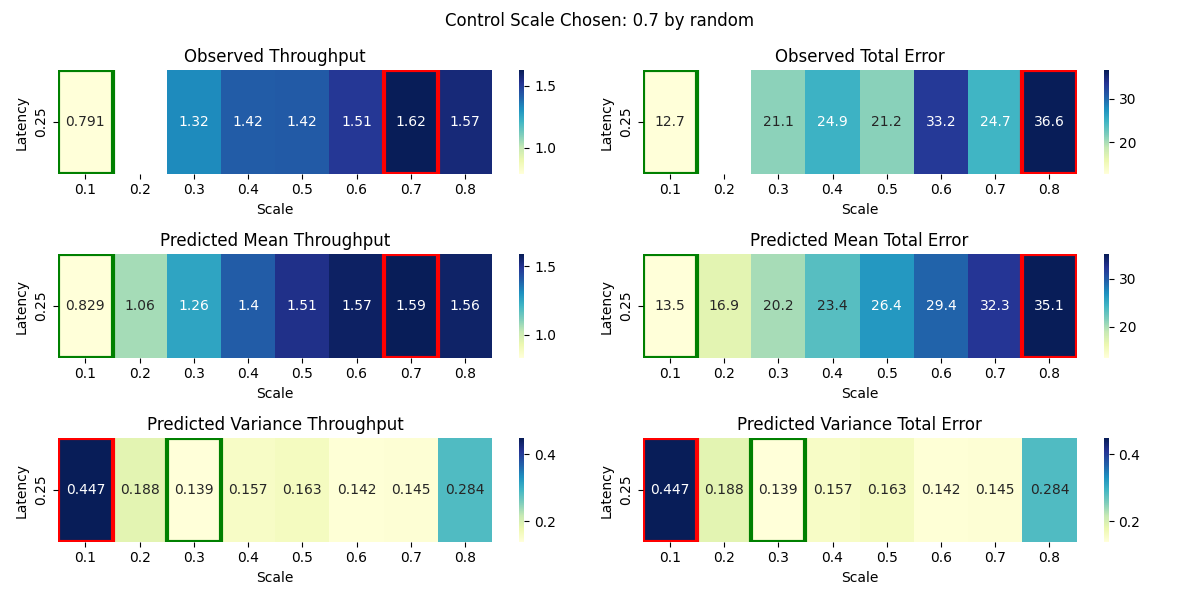 Control Scale Chosen: 0.7 by random
Observed Throughput
Latency
0.25
0.791 1.32 1.42 1.42 1.51 1.62 1.57
0.1 0.2 0.3 0.4 0.5 0.6 0.7 0.8
Scale
1.5
1.0
Observed Total Error
Latency
0.25
12.7 21.1 24.9 21.2 33.2 24.7 36.6
0.1 0.2 0.3 0.4 0.5 0.6 0.7 0.8
Scale
30
20
Predicted Mean Throughput
Latency
0.25
0.829 1.06 1.26 1.4 1.51 1.57 1.59 1.56
0.1 0.2 0.3 0.4 0.5 0.6 0.7 0.8
Scale
1.5
1.0
Predicted Mean Total Error
Latency
0.25
13.5 16.9 20.2 23.4 26.4 29.4 32.3 35.1
0.1 0.2 0.3 0.4 0.5 0.6 0.7 0.8
Scale
30
20
Predicted Variance Throughput
Latency
0.25
0.447 0.188 0.139 0.157 0.163 0.142 0.145 0.284
0.1 0.2 0.3 0.4 0.5 0.6 0.7 0.8
Scale
0.4
0.2
Predicted Variance Total Error
Latency
0.25
0.447 0.188 0.139 0.157 0.163 0.142 0.145 0.284
0.1 0.2 0.3 0.4 0.5 0.6 0.7 0.8
Scale
0.4
0.2